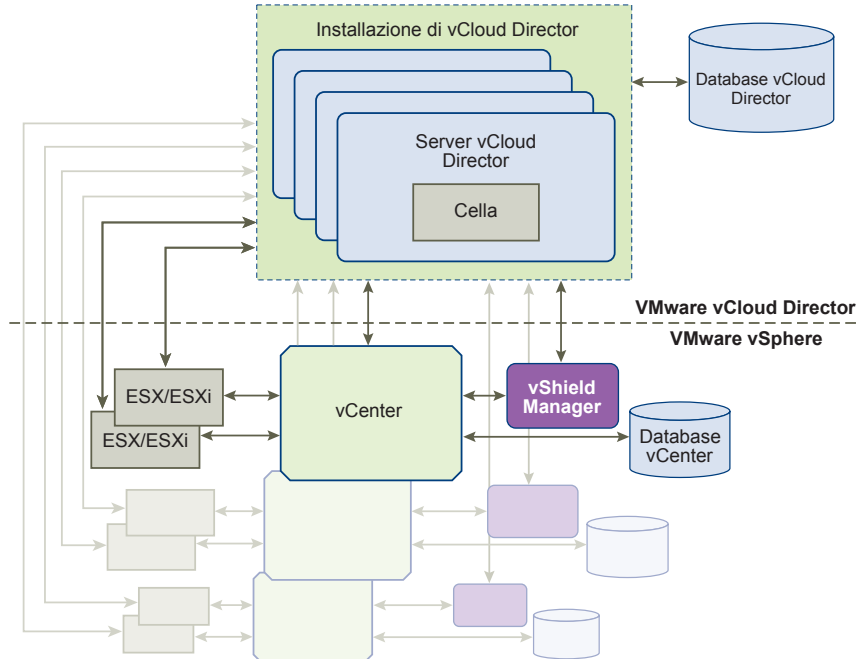 Installazione di vCloud Director
Database vCloud
Director
Server vCloud
Director
Cella
VMware vCloud Director
VMware vSphere
ESX/ESXi
ESX/ESXi
vCenter
vShield
Manager
Database
vCenter